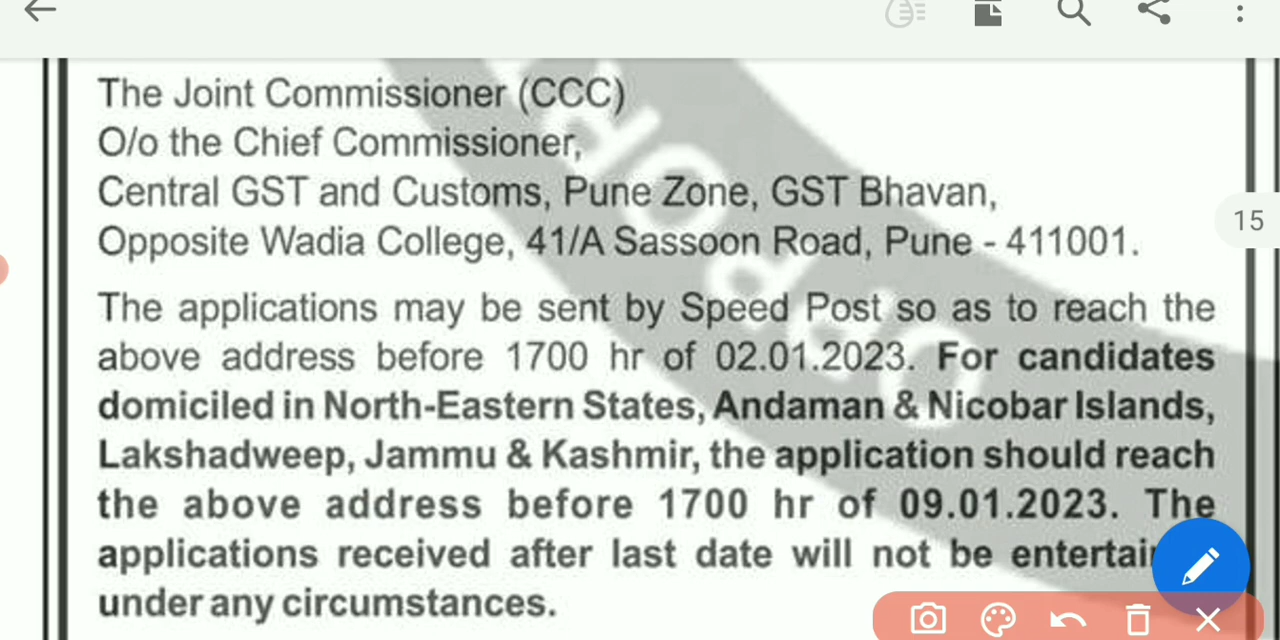 The Joint Commissioner (CCC)
O/o the Chief Commissioner,
Central GST and Customs, Pune Zone, GST Bhavan,
Opposite Wadia College, 41/A Sassoon Road, Pune - 411001.
15
The applications may be sent by Speed Post so as to reach the
above address before 1700 hr of 02.01.2023. For candidates
domiciled in North-Eastern States, Andaman & Nicobar Islands,
Lakshadweep, Jammu & Kashmir, the application should reach
the above address before 1700 hr of 09.01.2023. The
applications received after last date will not be
under any circumstances.